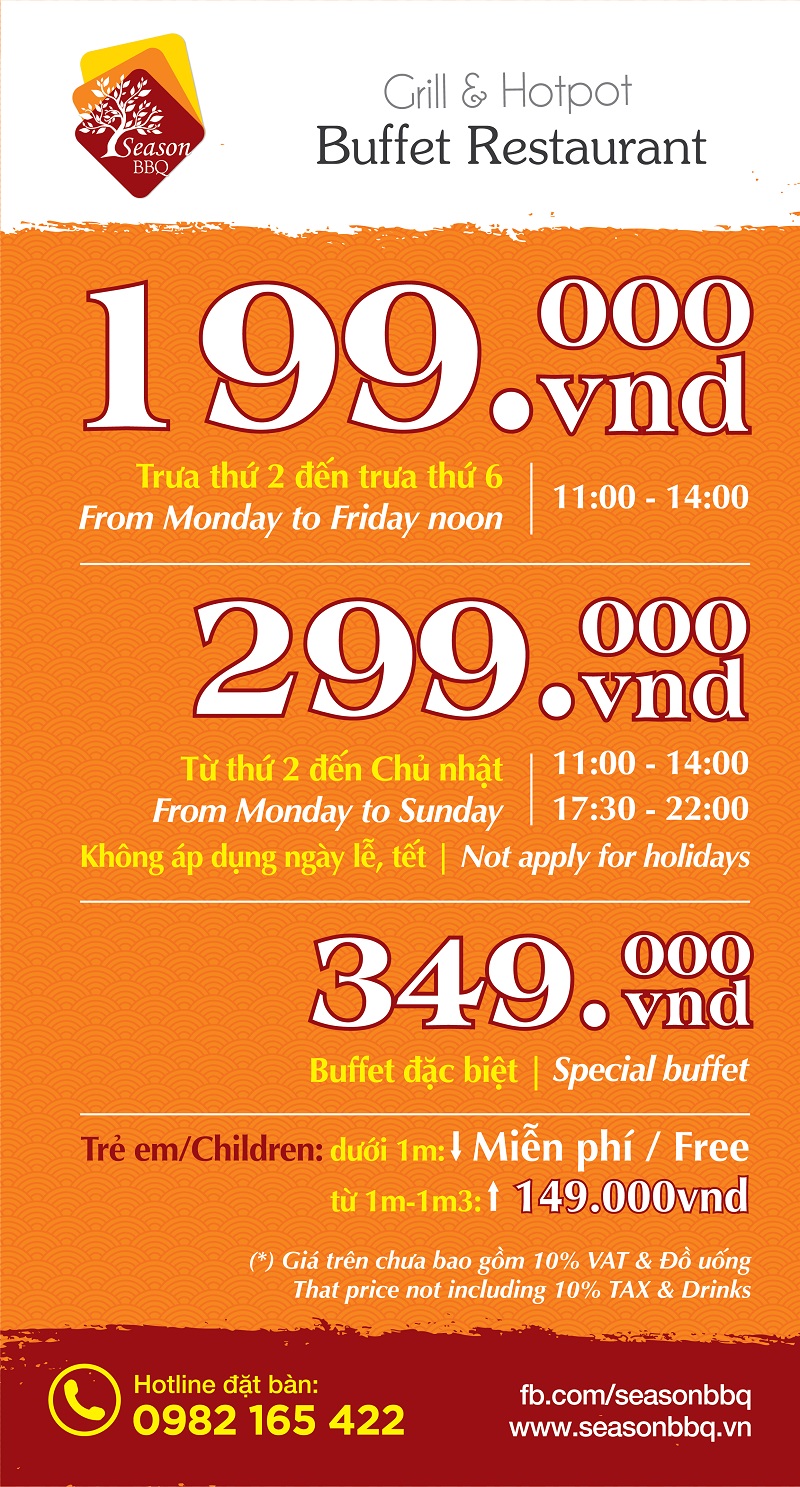 Season
BBQ
Grill & Hotpot
Buffet Restaurant
199.000 vnd
Trưa thứ 2 đến trưa thứ 6
From Monday to Friday noon
11:00 - 14:00
299.000 vnd
Từ thứ 2 đến Chủ nhật
From Monday to Sunday
11:00 - 14:00
17:30 - 22:00
Không áp dụng ngày lễ, tết | Not apply for holidays
349.000 vnd
Buffet đặc biệt | Special buffet
Trẻ em/Children: dưới 1m: Miễn phí / Free
từ 1m-1m3: 149.000vnd
(*) Giá trên chưa bao gồm 10% VAT & Đồ uống
That price not including 10% TAX & Drinks
Hotline đặt bàn:
0982 165 422
fb.com/seasonbbq
www.seasonbbq.vn